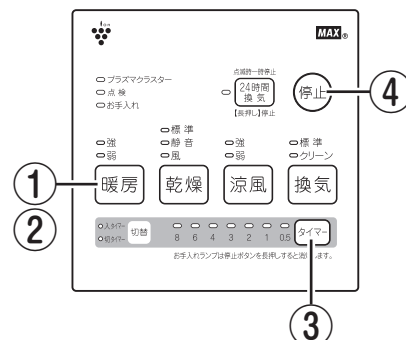 ion
MAX®
点滅時一時停止
プラズマクラスター
点検
お手入れ
24時間
換気
【長押し】停止
停止
④
強
弱
標準
静音
風
強
弱
標準
クリーン
①
②
暖房
乾燥
涼風
換気
入タイマー
切タイマー
切替
8 6 4 3 2 1 0.5
タイマー
お手入れランプは停止ボタンを長押しすると消灯します。
③